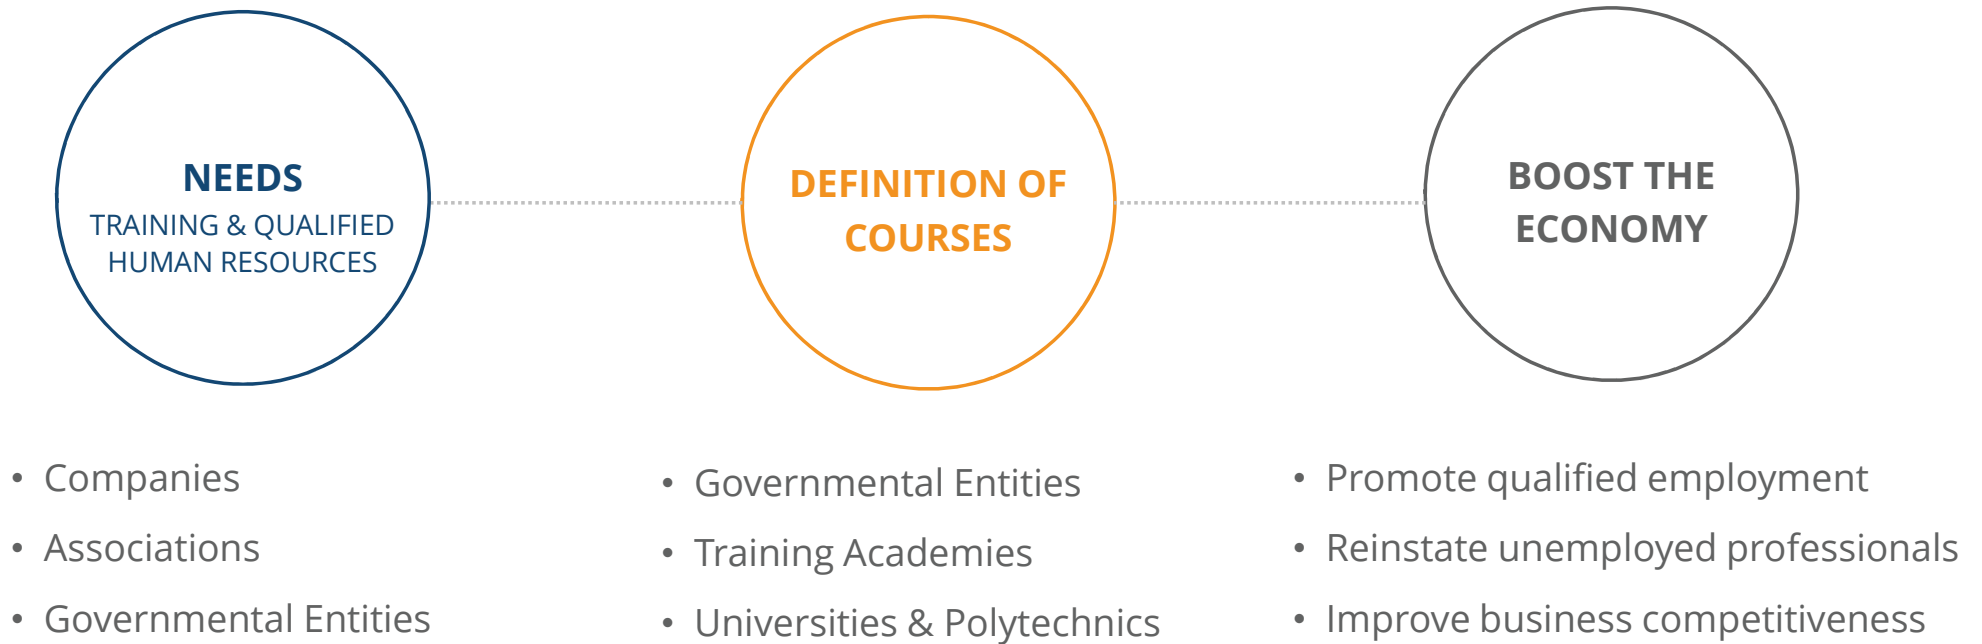 NEEDS
TRAINING & QUALIFIED
HUMAN RESOURCES
DEFINITION OF
COURSES
BOOST THE
ECONOMY
• Companies
• Associations
• Governmental Entities
• Governmental Entities
• Training Academies
• Universities & Polytechnics
• Promote qualified employment
• Reinstate unemployed professionals
• Improve business competitiveness